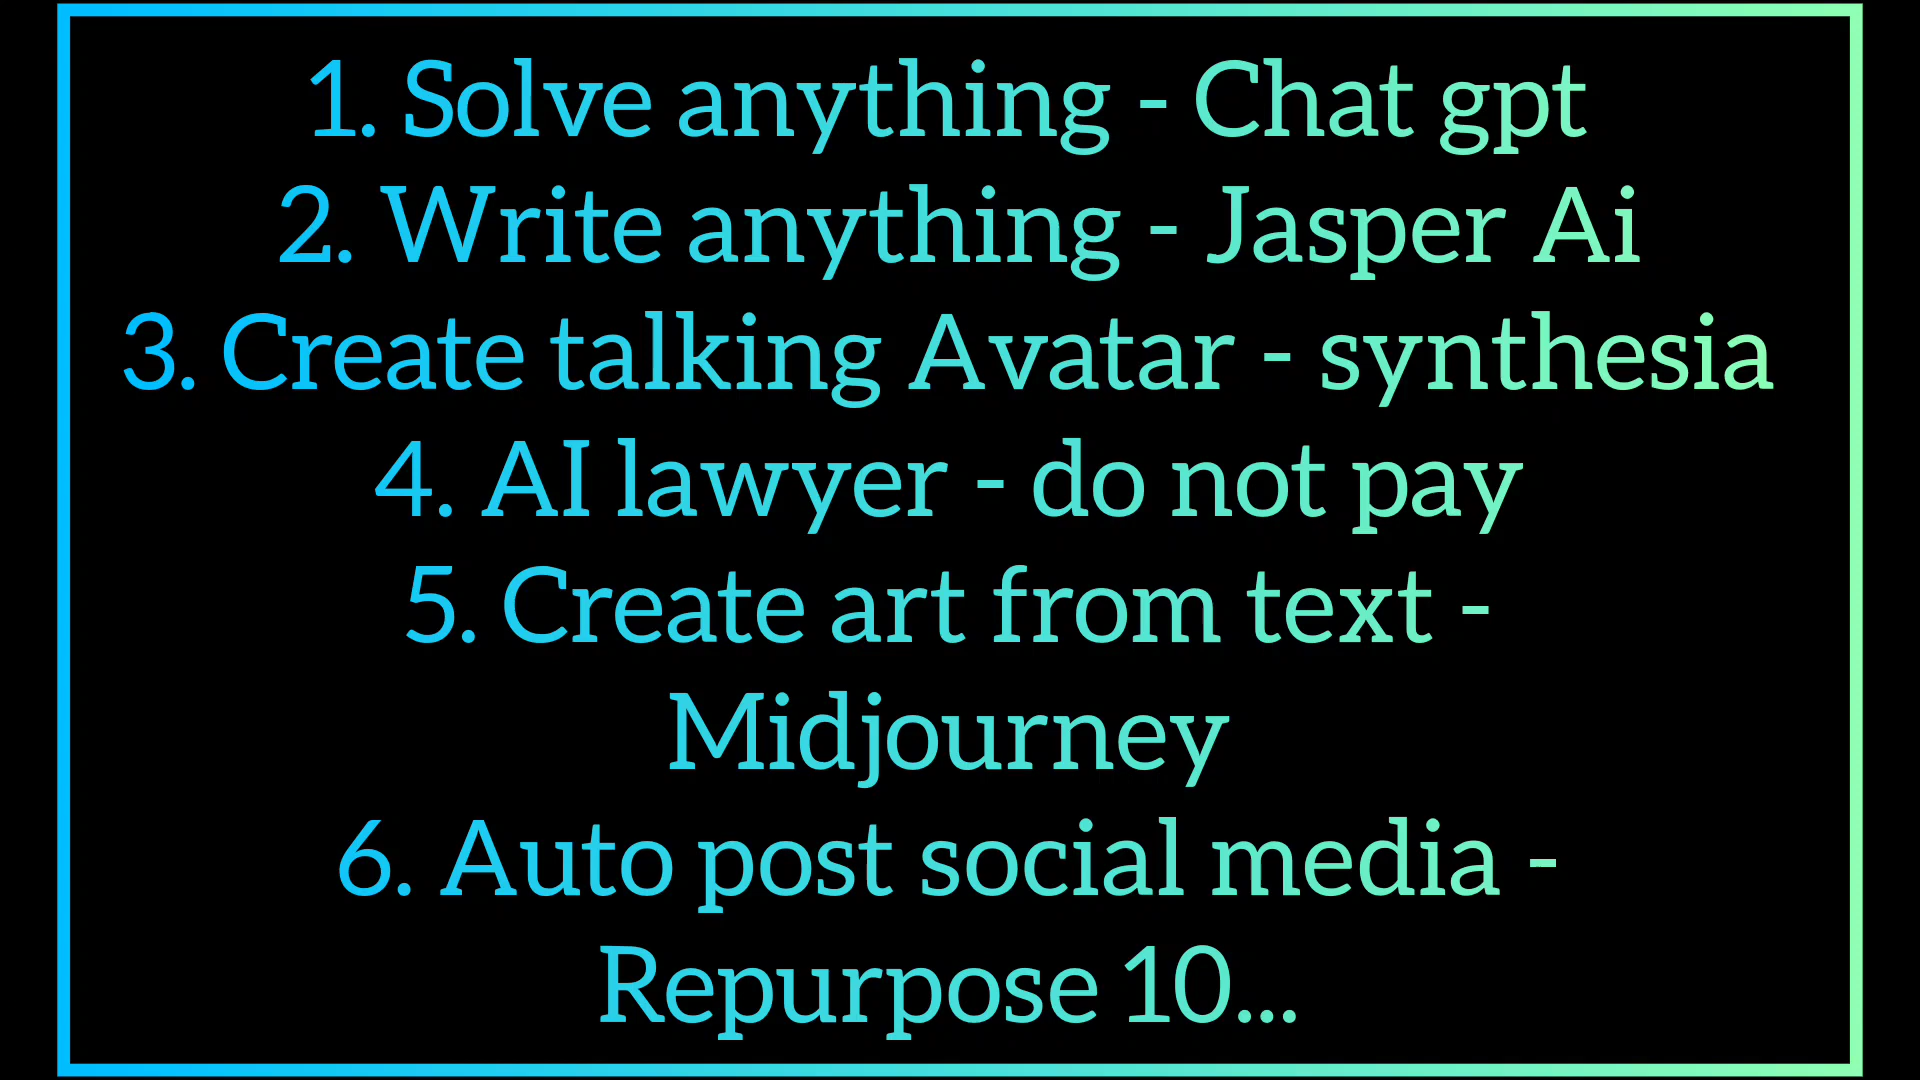 1. Solve anything - Chat gpt
2. Write anything - Jasper Ai
3. Create talking Avatar - synthesia
4. AI lawyer - do not pay
5. Create art from text -
Midjourney
6. Auto post social media -
Repurpose 10...